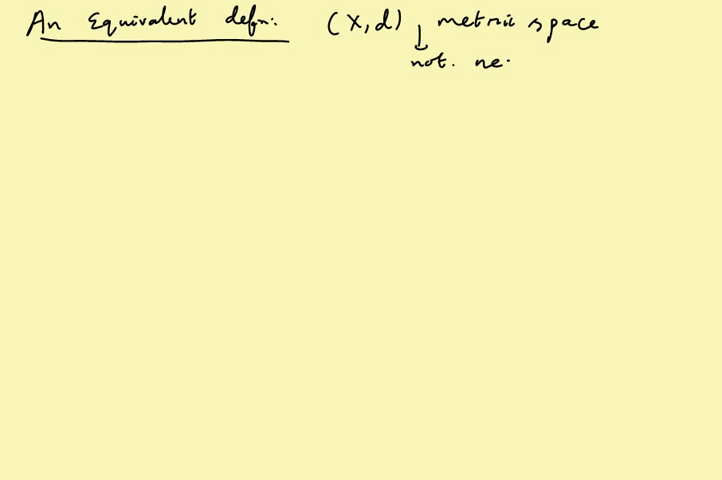 An Equivalent defn: (X,d) metric space
not. ne.